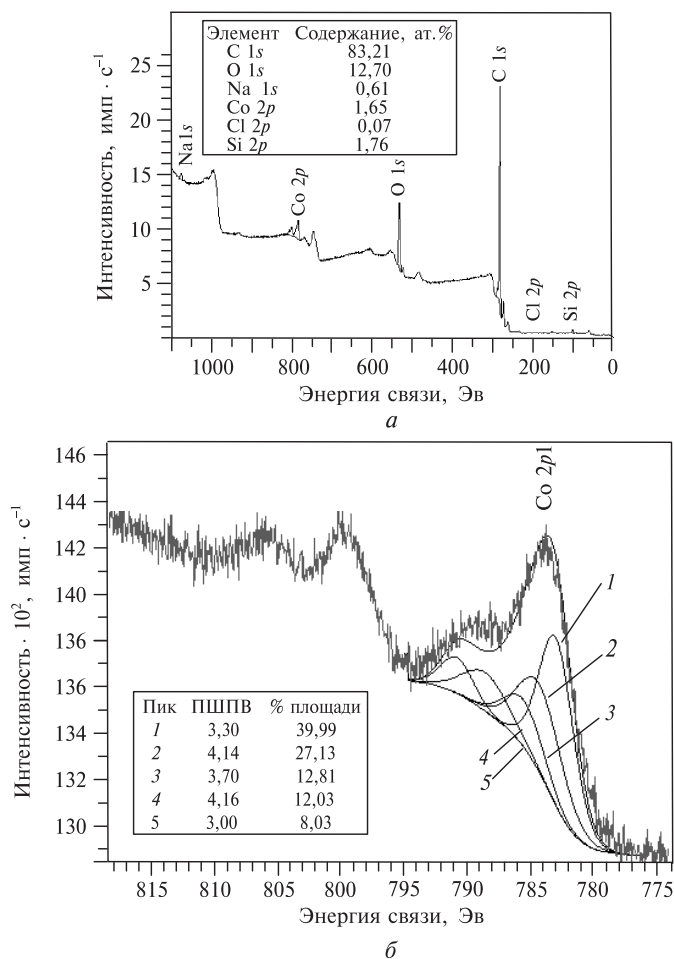 Элемент Содержание, ат.%
C 1s 83,21
O 1s 12,70
Na 1s 0,61
Co 2p 1,65
Cl 2p 0,07
Si 2p 1,76
Интенсивность, имп · с⁻¹
25
20
15
10
5
Na1s
Co 2p
O 1s
C 1s
Cl 2p
Si 2p
1000 800 600 400 200 0
Энергия связи, Эв
а
Интенсивность · 10², имп · с⁻¹
146
144
142
140
136
136
134
132
130
Co 2p1
1
2
3
4
5
Пик ПШПВ % площади
1 3,30 39,99
2 4,14 27,13
3 3,70 12,81
4 4,16 12,03
5 3,00 8,03
815 810 805 800 795 790 785 780 775
Энергия связи, Эв
б